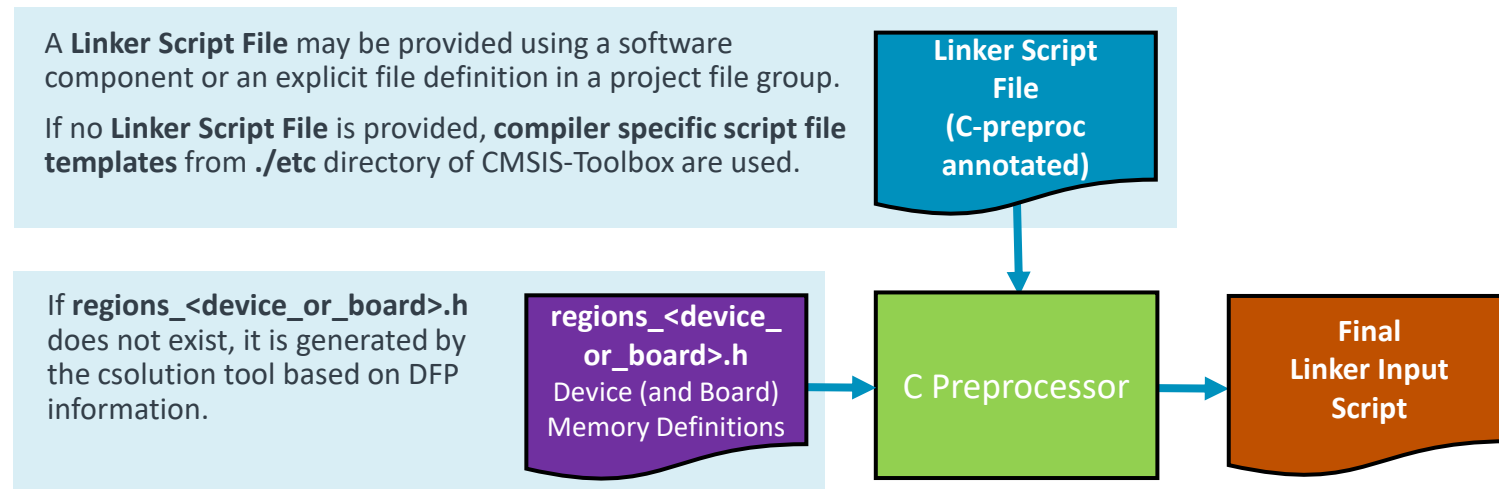 A Linker Script File may be provided using a software
component or an explicit file definition in a project file group.
If no Linker Script File is provided, compiler specific script file
templates from ./etc directory of CMSIS-Toolbox are used.
Linker Script
File
(C-preproc
annotated)
If regions_<device_or_board>.h
does not exist, it is generated by
the csolution tool based on DFP
information.
regions_<device_
or_board>.h
Device (and Board)
Memory Definitions
C Preprocessor
Final
Linker Input
Script